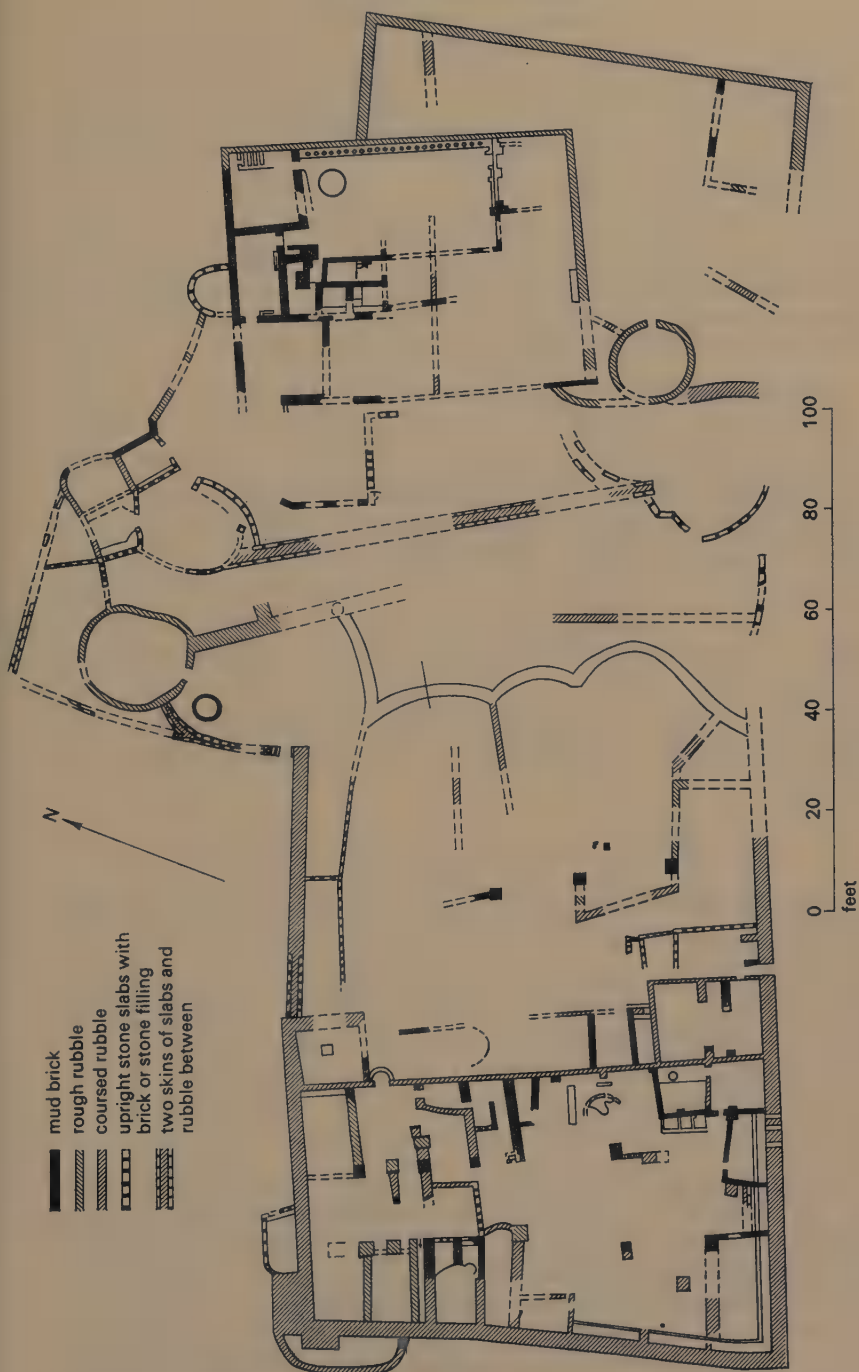 mud brick
rough rubble
coursed rubble
upright stone slabs with
brick or stone filling
two skins of slabs and
rubble between
N
0 20 40 60 80 100
feet